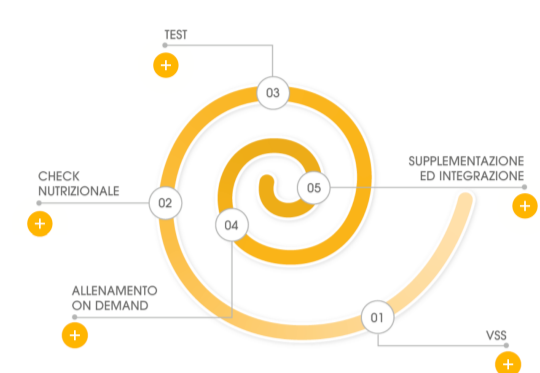 TEST
+
03
CHECK
NUTRIZIONALE
+
02
SUPPLEMENTAZIONE
ED INTEGRAZIONE
+
05
04
ALLENAMENTO
ON DEMAND
+
01
VSS
+